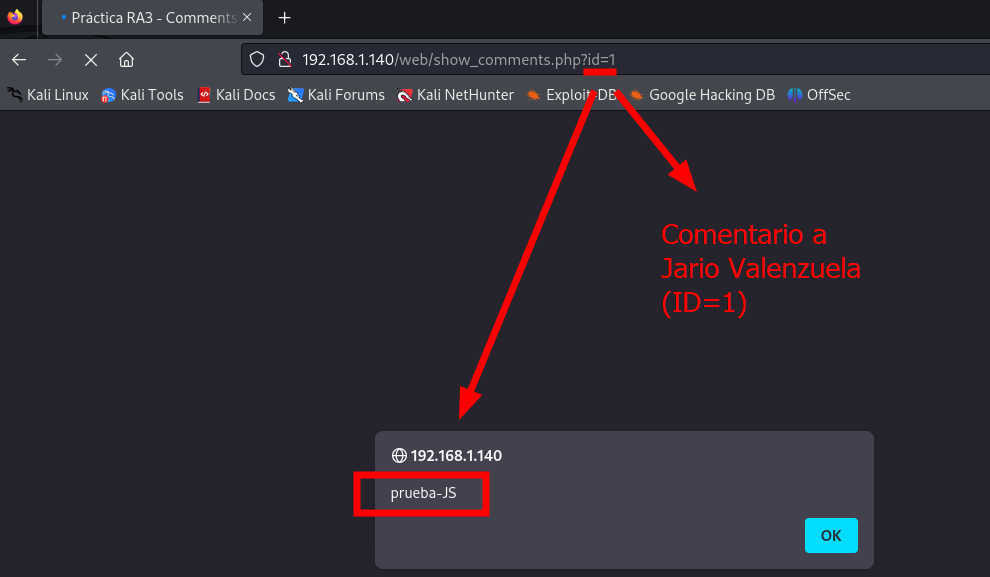 Práctica RA3 - Comments
192.168.1.140/web/show_comments.php?id=1
Kali Linux Kali Tools Kali Docs Kali Forums Kali NetHunter Exploit-DB Google Hacking DB OffSec
Comentario a
Jario Valenzuela
(ID=1)
192.168.1.140
prueba-JS
OK